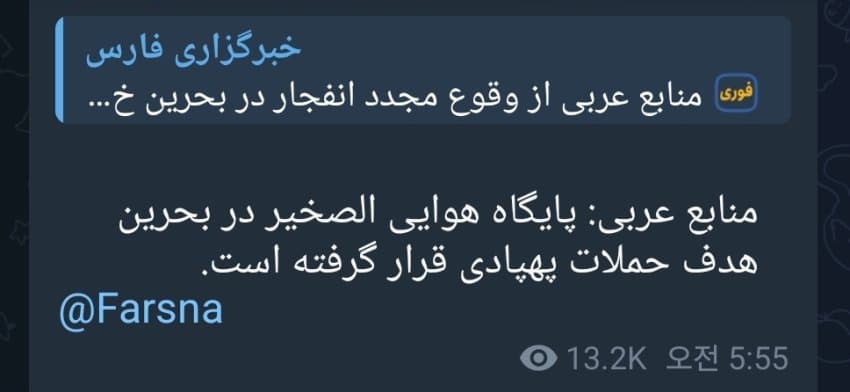 خبرگزاری فارس
فوری منابع عربی از وقوع مجدد انفجار در بحرین خ...
منابع عربی: پایگاه هوایی الصخیر در بحرین
هدف حملات پهپادی قرار گرفته است.
@Farsna
13.2K 오전 5:55